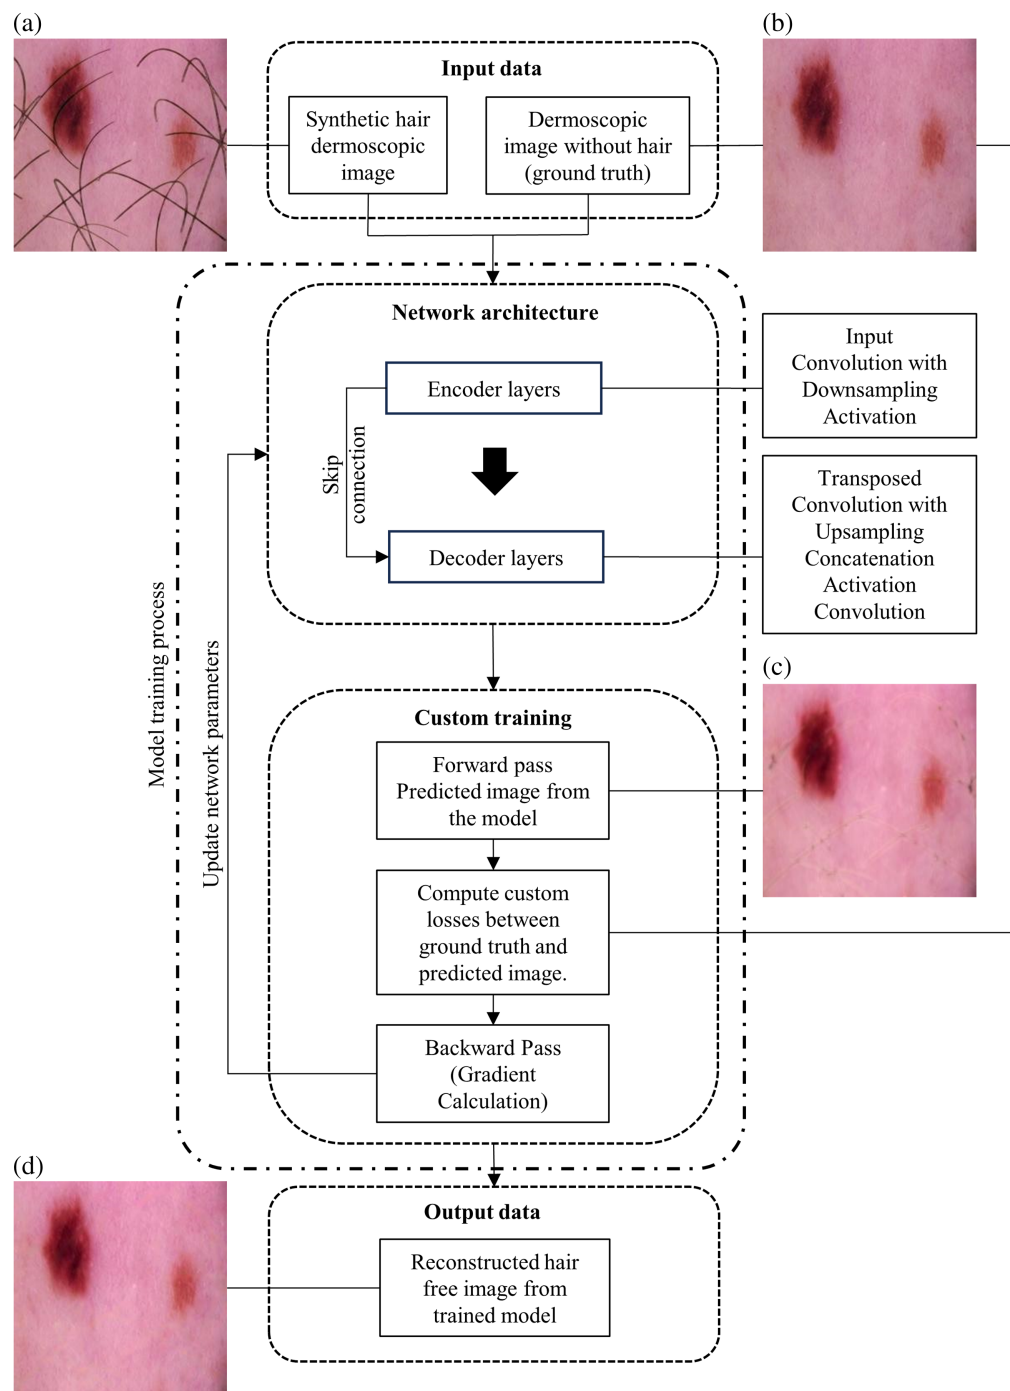 (a)
(b)
Input data
Synthetic hair
dermoscopic
image
Dermoscopic
image without hair
(ground truth)
Network architecture
Encoder layers
Skip
connection
Decoder layers
Input
Convolution with
Downsampling
Activation
Transposed
Convolution with
Upsampling
Concatenation
Activation
Convolution
Model training process
Update network parameters
(c)
Custom training
Forward pass
Predicted image from
the model
Compute custom
losses between
ground truth and
predicted image.
Backward Pass
(Gradient
Calculation)
(d)
Output data
Reconstructed hair
free image from
trained model